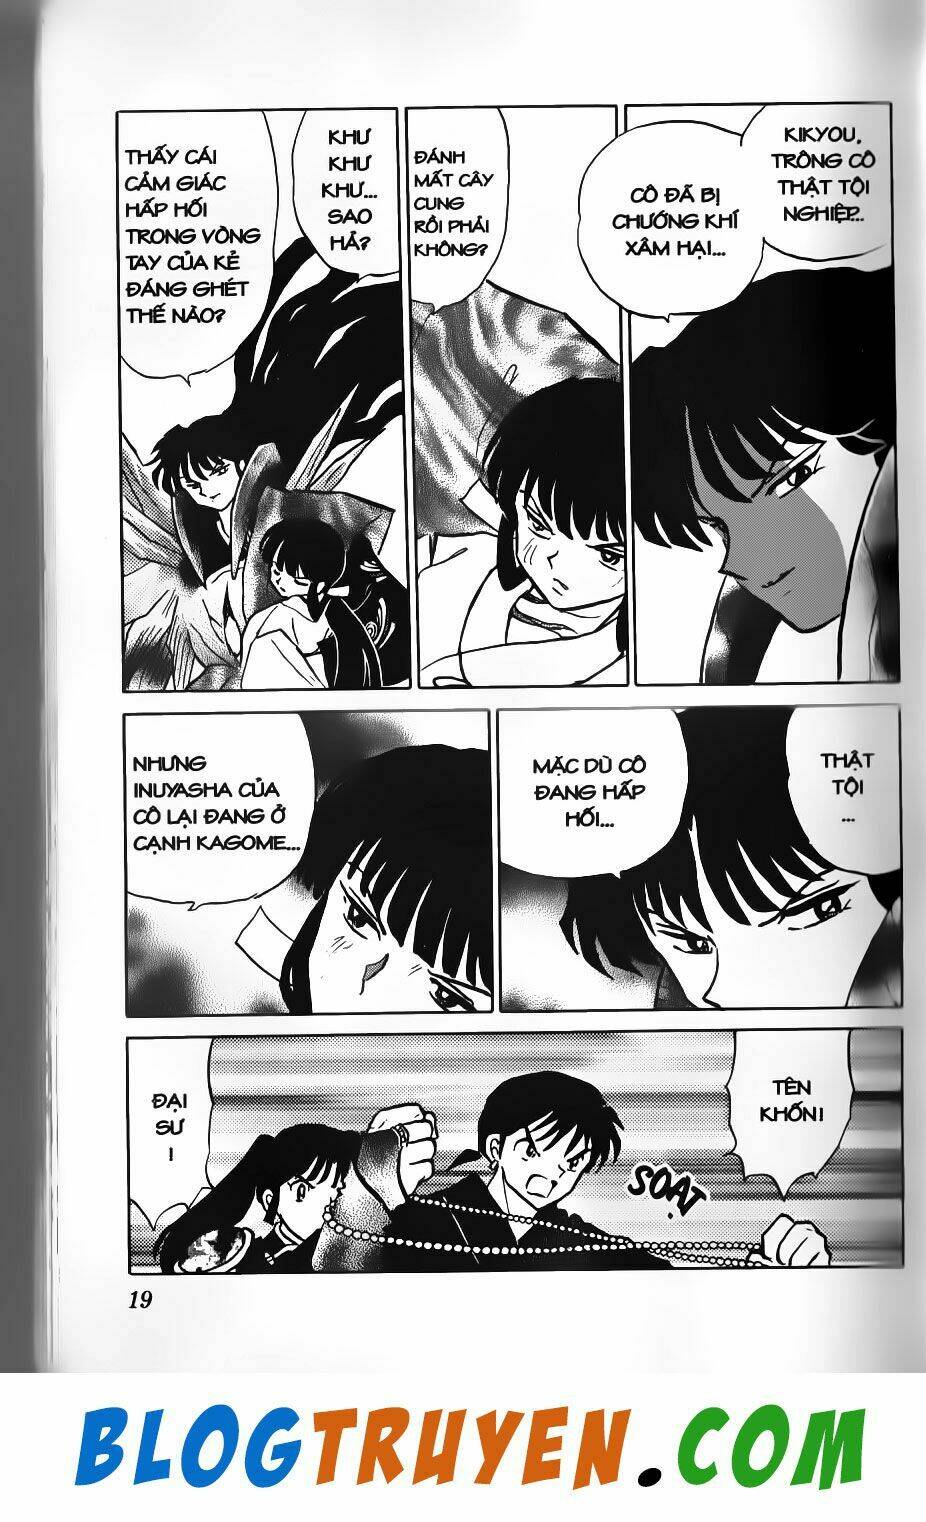 KIKYOU,
TRÔNG CÔ
THẬT TỘI
NGHIỆP...
CÔ ĐÃ BỊ
CHƯỚNG KHÍ
XÂM HẠI...
ĐÁNH
MẤT CÂY
CUNG
RỒI PHẢI
KHÔNG?
KHƯ
KHƯ
KHƯ...
SAO
HẢ?
THẤY CÁI
CẢM GIÁC
HẤP HỐI
TRONG VÒNG
TAY CỦA KẺ
ĐÁNG GHÉT
THẾ NÀO?
THẬT
TỘI
...
MẶC DÙ CÔ
ĐANG HẤP
HỐI...
NHƯNG
INUYASHA CỦA
CÔ LẠI ĐANG Ở
CẠNH KAGOME...
TÊN
KHỐN!
SOẠT
ĐẠI
SƯ
!
19
BLOGTRUYEN.COM